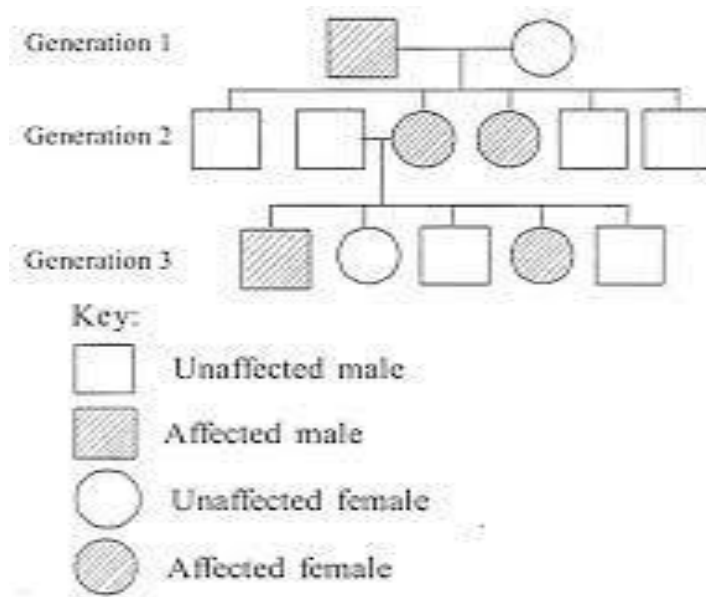 Generation 1
Generation 2
Generation 3
Key:
Unaffected male
Affected male
Unaffected female
Affected female